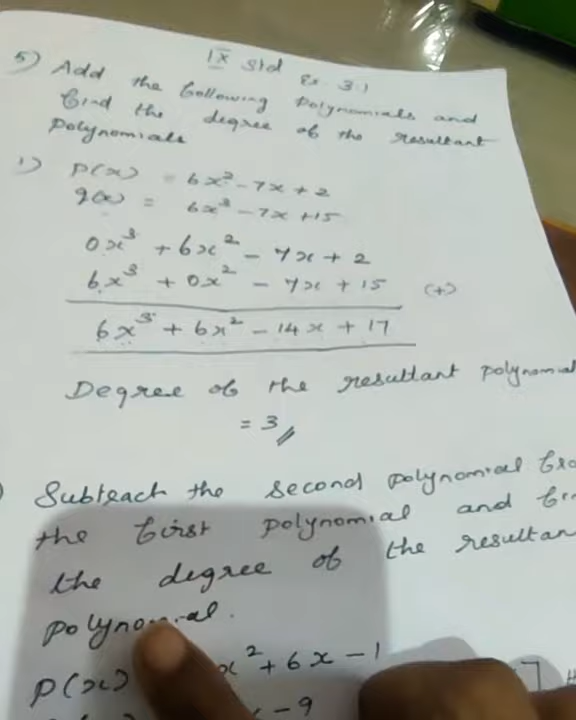 IX Std Ex. 3.1
5) Add the following Polynomials and
find the degree of the resultant
Polynomials
1) p(x) = 6x² - 7x + 2
q(x) = 6x³ - 7x + 15
0x³ + 6x² - 7x + 2
6x³ + 0x² - 7x + 15 (+)
6x³ + 6x² - 14x + 17
Degree of the resultant polynomial
= 3
Subtract the second polynomial
the first polynomial and
the degree of the
polynomial.
p(x) x² + 6x - 1
- 9